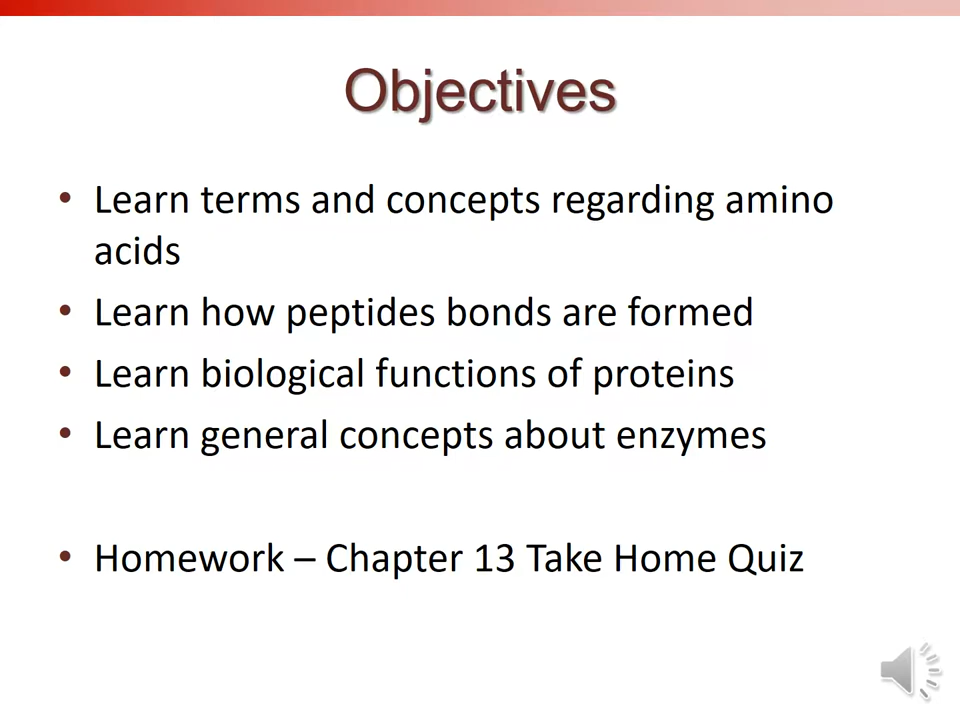 Objectives
• Learn terms and concepts regarding amino
acids
• Learn how peptides bonds are formed
• Learn biological functions of proteins
• Learn general concepts about enzymes
• Homework – Chapter 13 Take Home Quiz